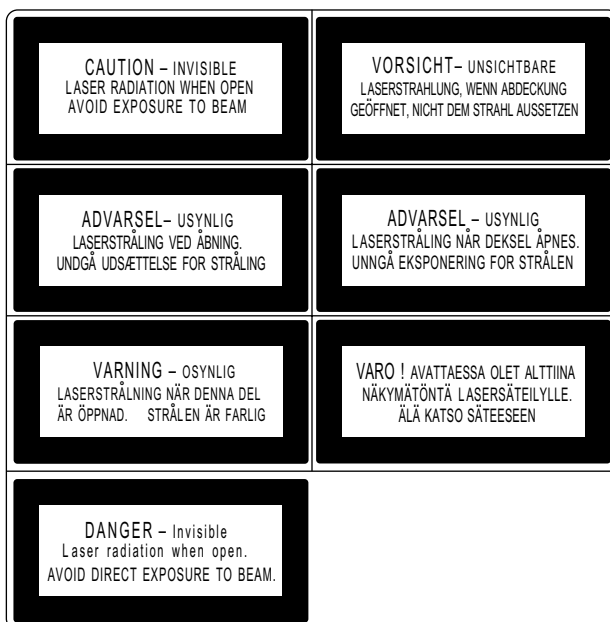 CAUTION – INVISIBLE
LASER RADIATION WHEN OPEN
AVOID EXPOSURE TO BEAM
VORSICHT– UNSICHTBARE
LASERSTRAHLUNG, WENN ABDECKUNG
GEÖFFNET, NICHT DEM STRAHL AUSSETZEN
ADVARSEL– USYNLIG
LASERSTRÅLING VED ÅBNING.
UNDGÅ UDSÆTTELSE FOR STRÅLING
ADVARSEL – USYNLIG
LASERSTRÅLING NÅR DEKSEL ÅPNES.
UNNGÅ EKSPONERING FOR STRÅLEN
VARNING – OSYNLIG
LASERSTRÅLNING NÄR DENNA DEL
ÄR ÖPPNAD. STRÅLEN ÄR FARLIG
VARO ! AVATTAESSA OLET ALTTIINA
NÄKYMÄTÖNTÄ LASERSÄTEILYLLE.
ÄLÄ KATSO SÄTEESEEN
DANGER – Invisible
Laser radiation when open.
AVOID DIRECT EXPOSURE TO BEAM.